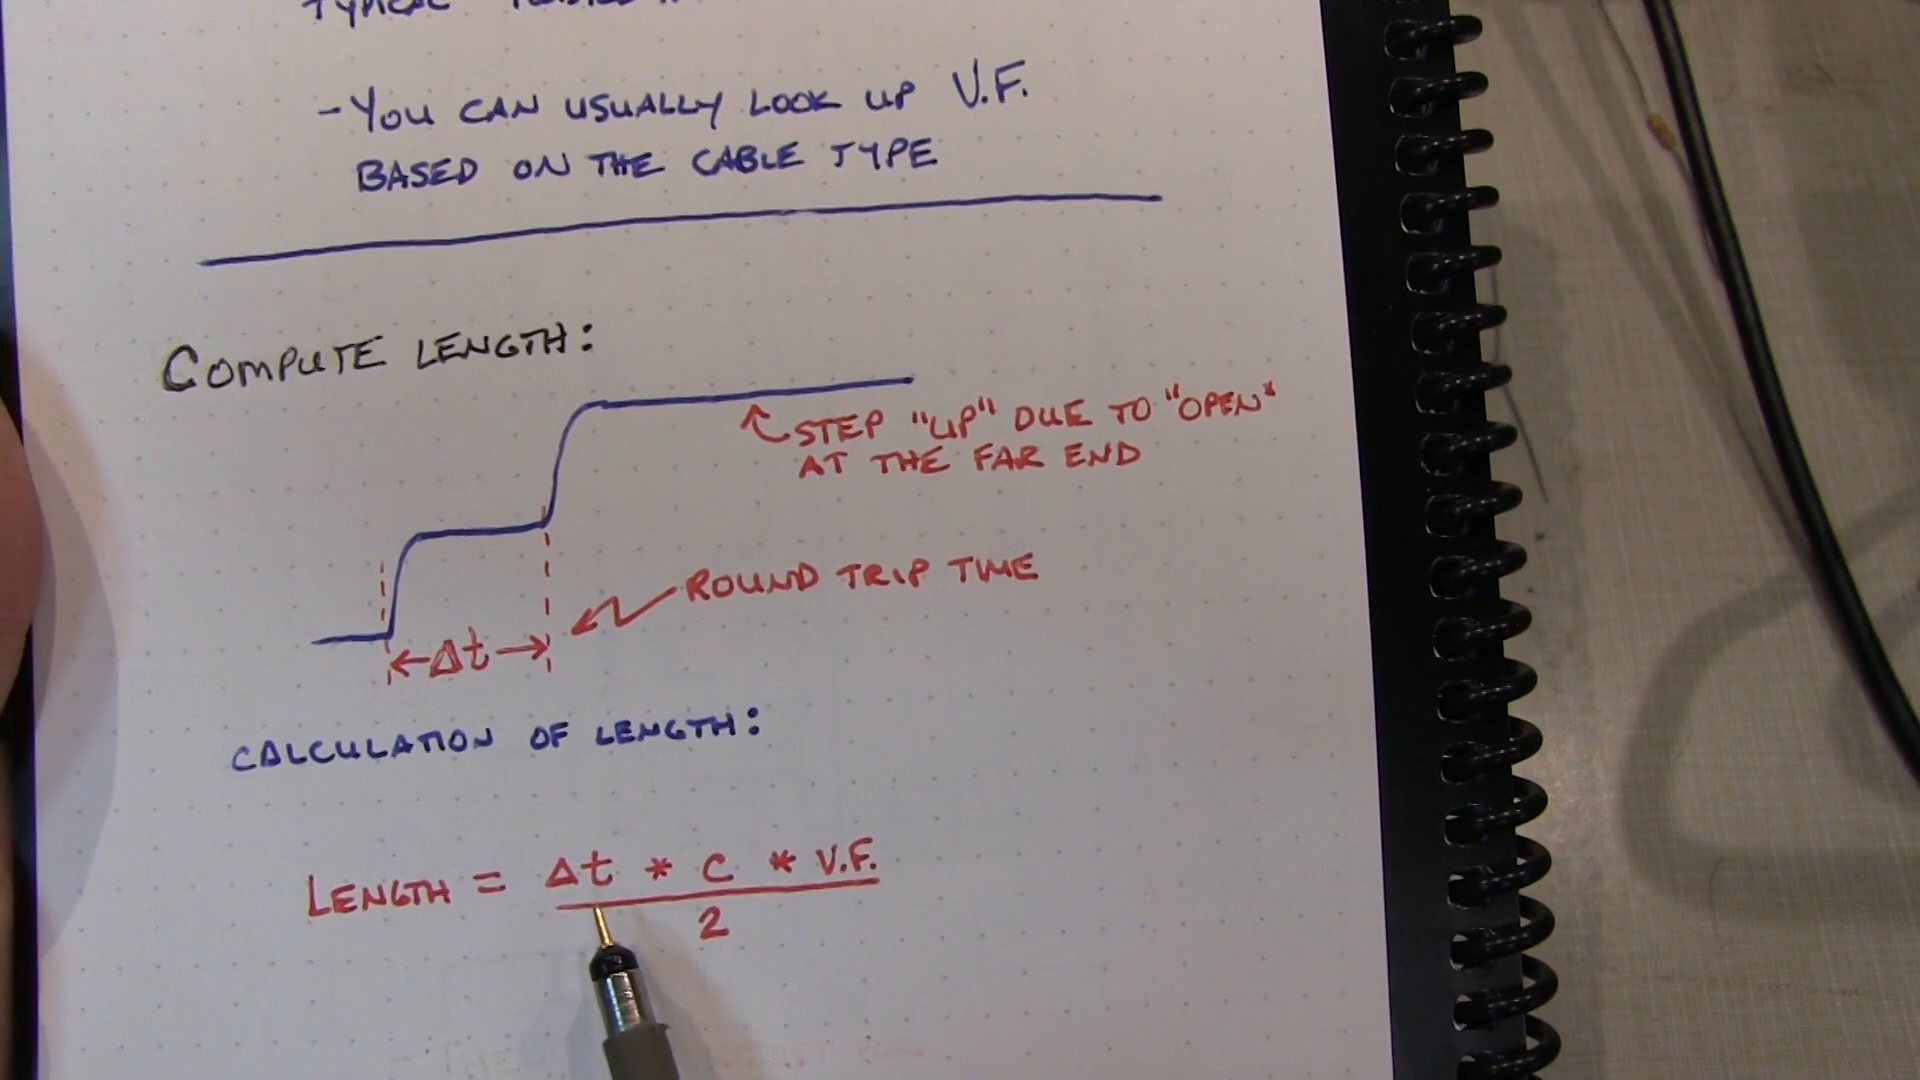 TYPICAL
- YOU CAN USUALLY LOOK UP V.F.
BASED ON THE CABLE TYPE
COMPUTE LENGTH:
STEP "UP" DUE TO "OPEN"
AT THE FAR END
ROUND TRIP TIME
Δt
CALCULATION OF LENGTH:
LENGTH = Δt * C * V.F.
2